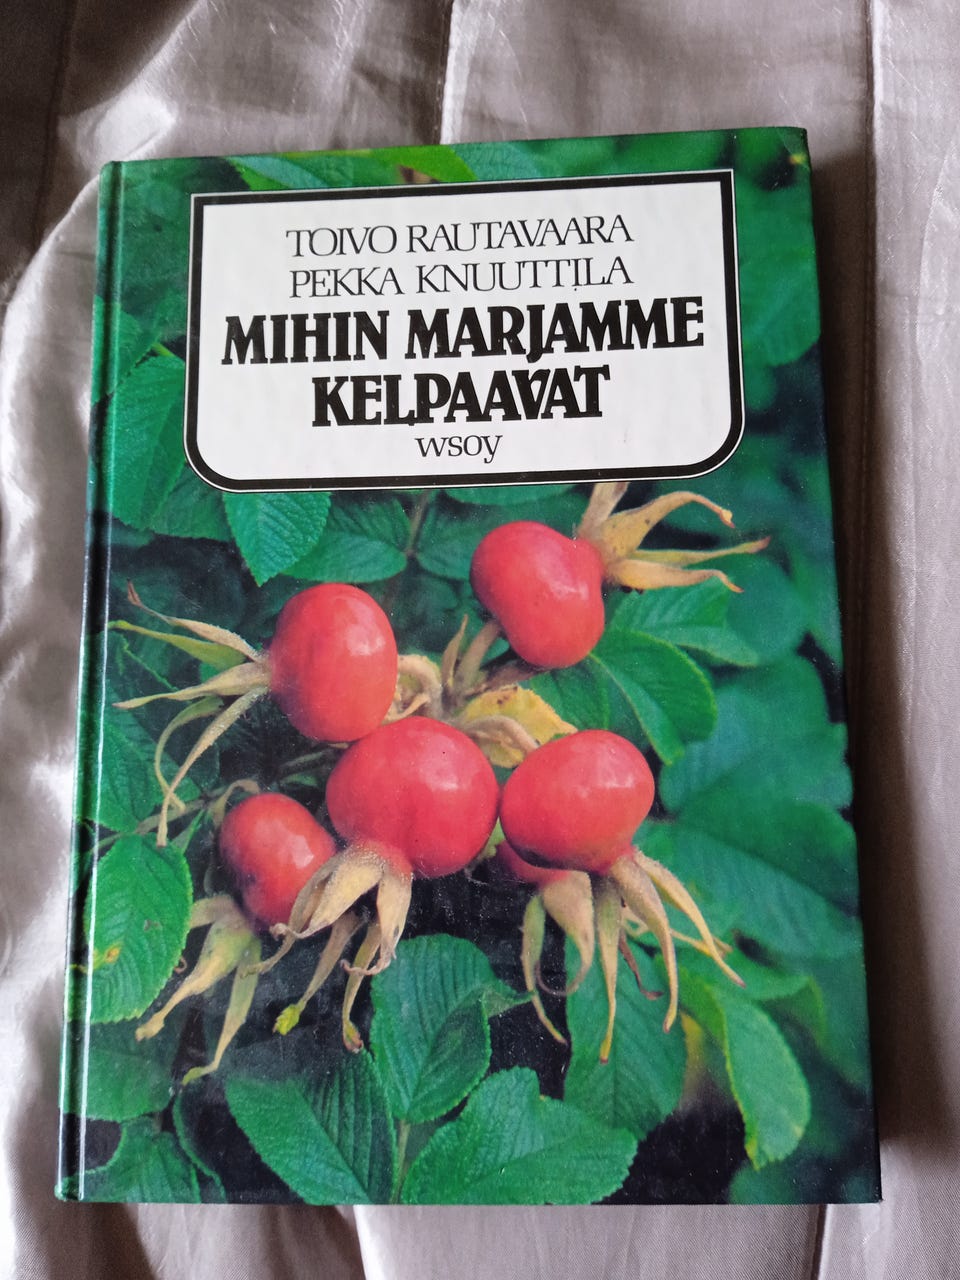 TOIVO RAUTAVAARA
PEKKA KNUUTTILA
MIHIN MARJAMME
KELPAAVAT
wsoy